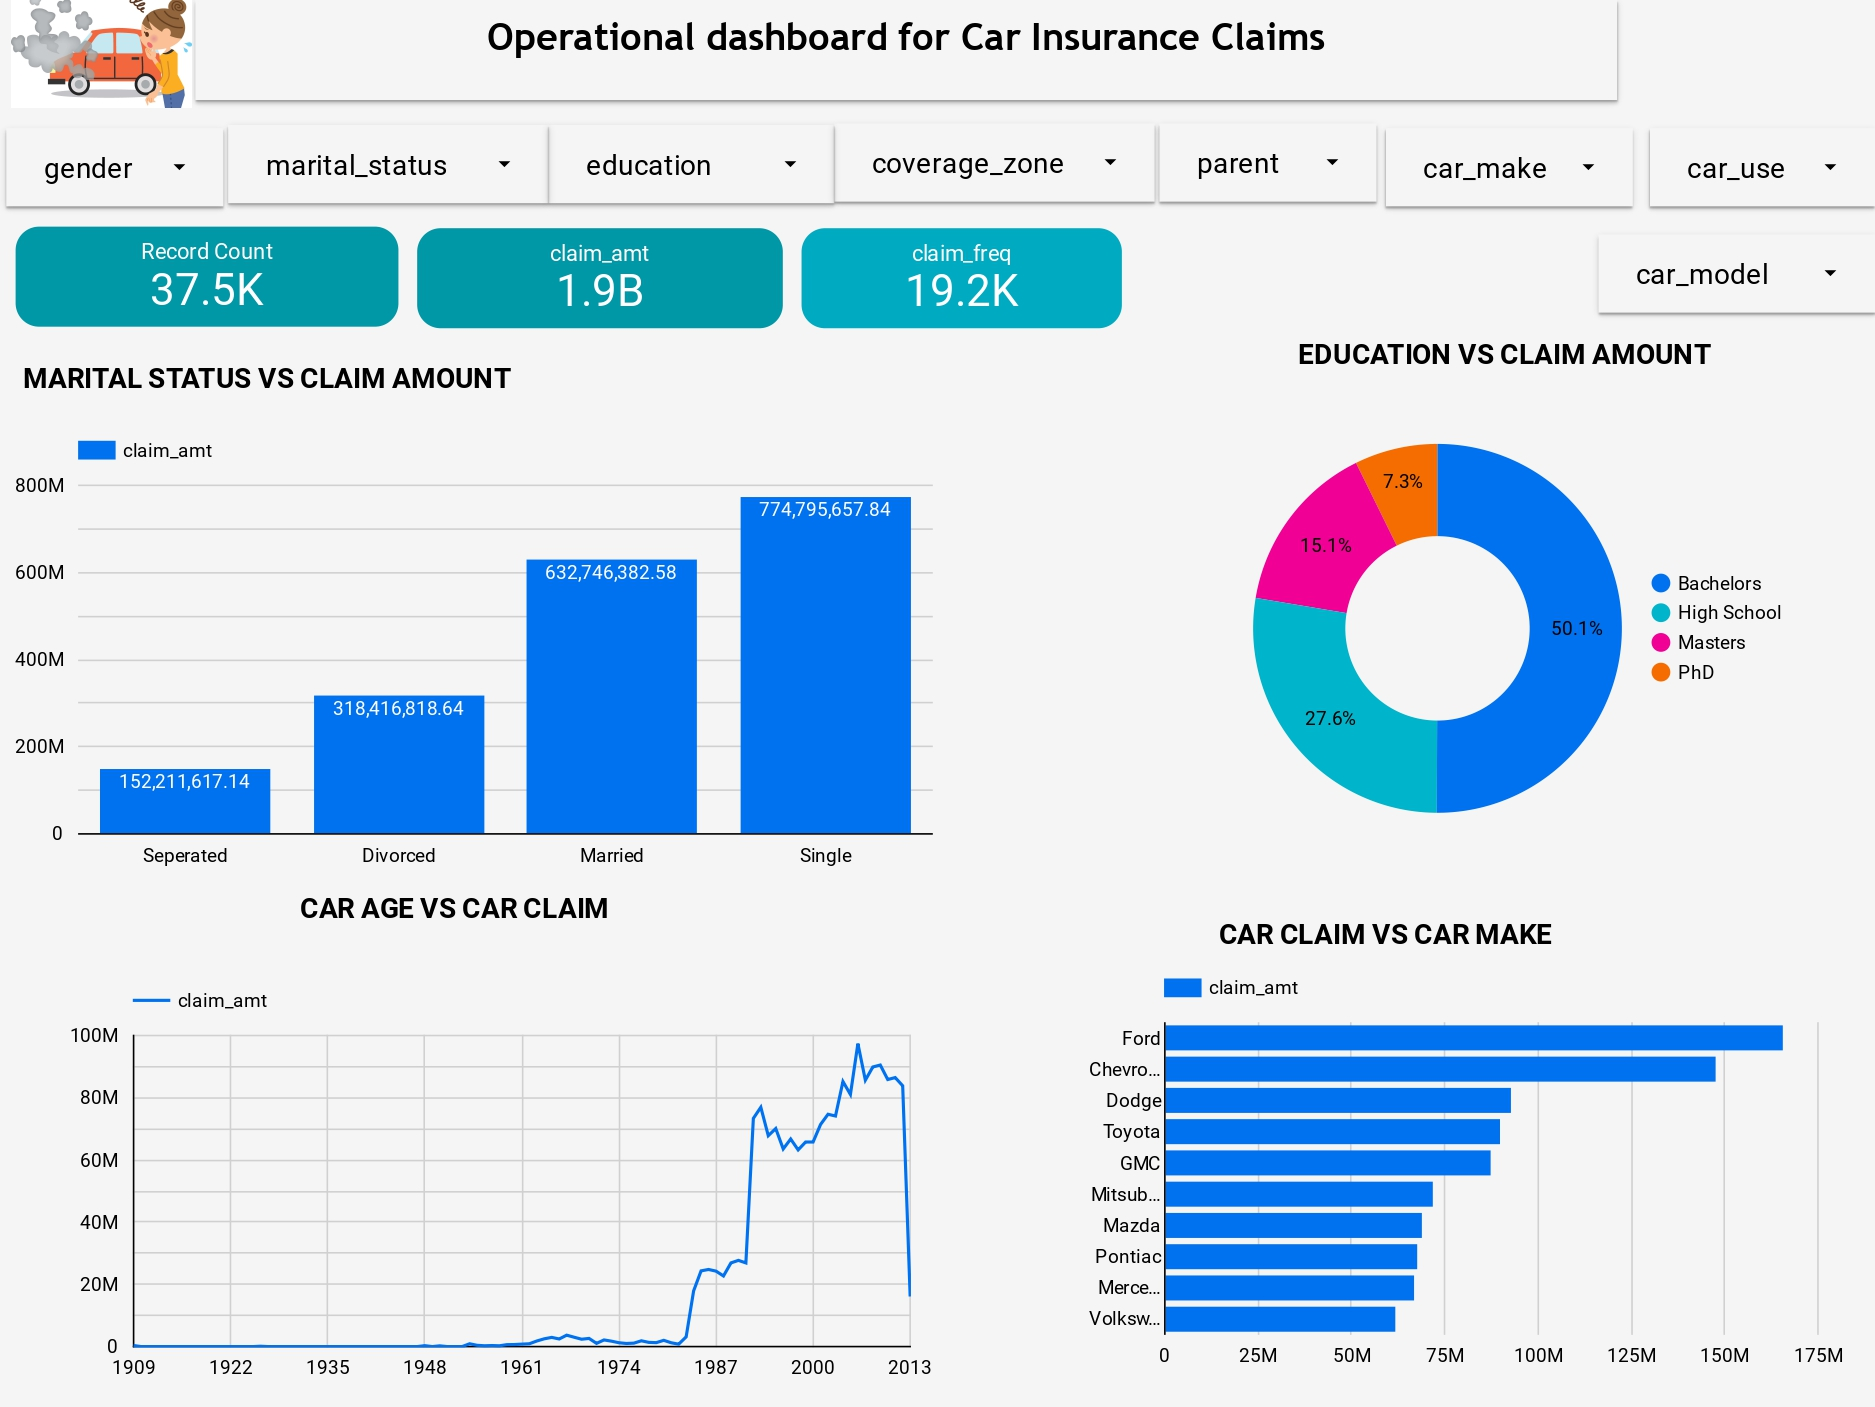 Operational dashboard for Car Insurance Claims
gender
marital_status
education
coverage_zone
parent
car_make
car_use
Record Count
37.5K
claim_amt
1.9B
claim_freq
19.2K
car_model
MARITAL STATUS VS CLAIM AMOUNT
claim_amt
800M
600M
400M
200M
0
774,795,657.84
632,746,382.58
318,416,818.64
152,211,617.14
Seperated
Divorced
Married
Single
EDUCATION VS CLAIM AMOUNT
7.3%
15.1%
50.1%
27.6%
Bachelors
High School
Masters
PhD
CAR AGE VS CAR CLAIM
claim_amt
100M
80M
60M
40M
20M
0
1909
1922
1935
1948
1961
1974
1987
2000
2013
CAR CLAIM VS CAR MAKE
claim_amt
Ford
Chevro...
Dodge
Toyota
GMC
Mitsub...
Mazda
Pontiac
Merce...
Volksw...
0
25M
50M
75M
100M
125M
150M
175M